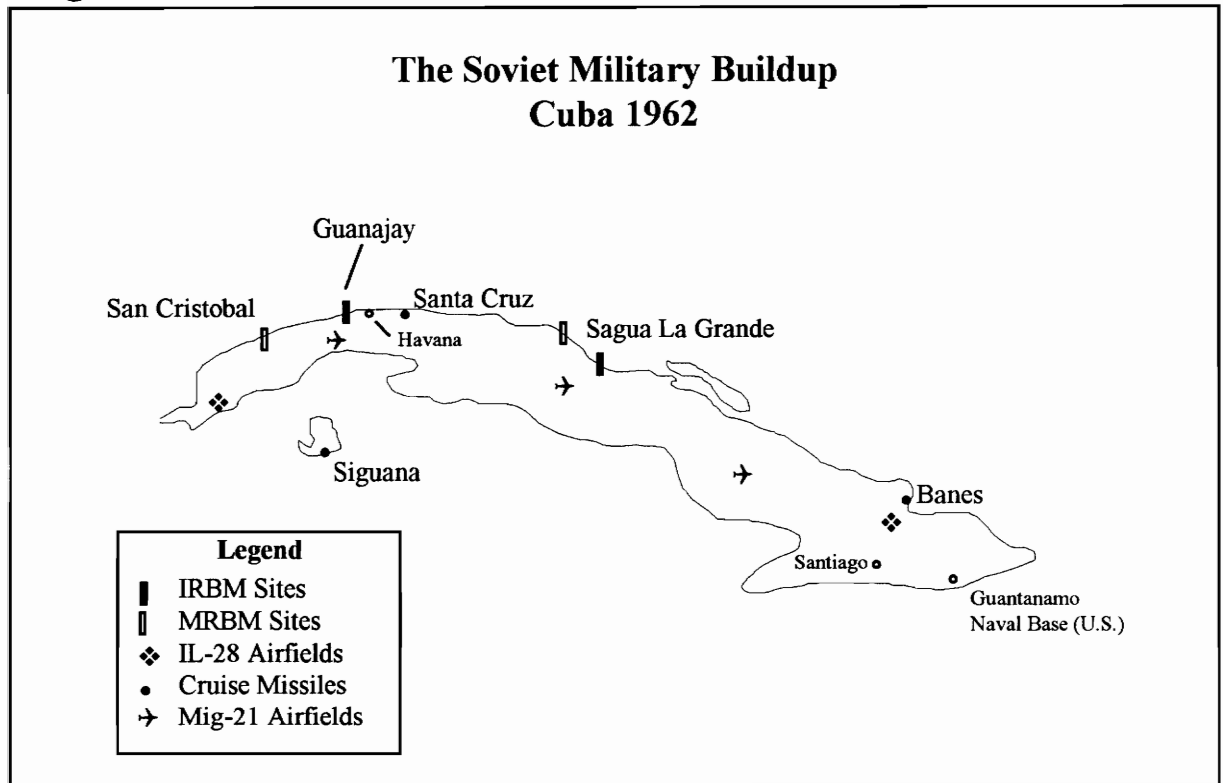 The Soviet Military Buildup
Cuba 1962
Guanajay
San Cristobal
Santa Cruz
Havana
Sagua La Grande
Siguana
Banes
Santiago
Guantanamo
Naval Base (U.S.)
Legend
IRBM Sites
MRBM Sites
IL-28 Airfields
Cruise Missiles
Mig-21 Airfields